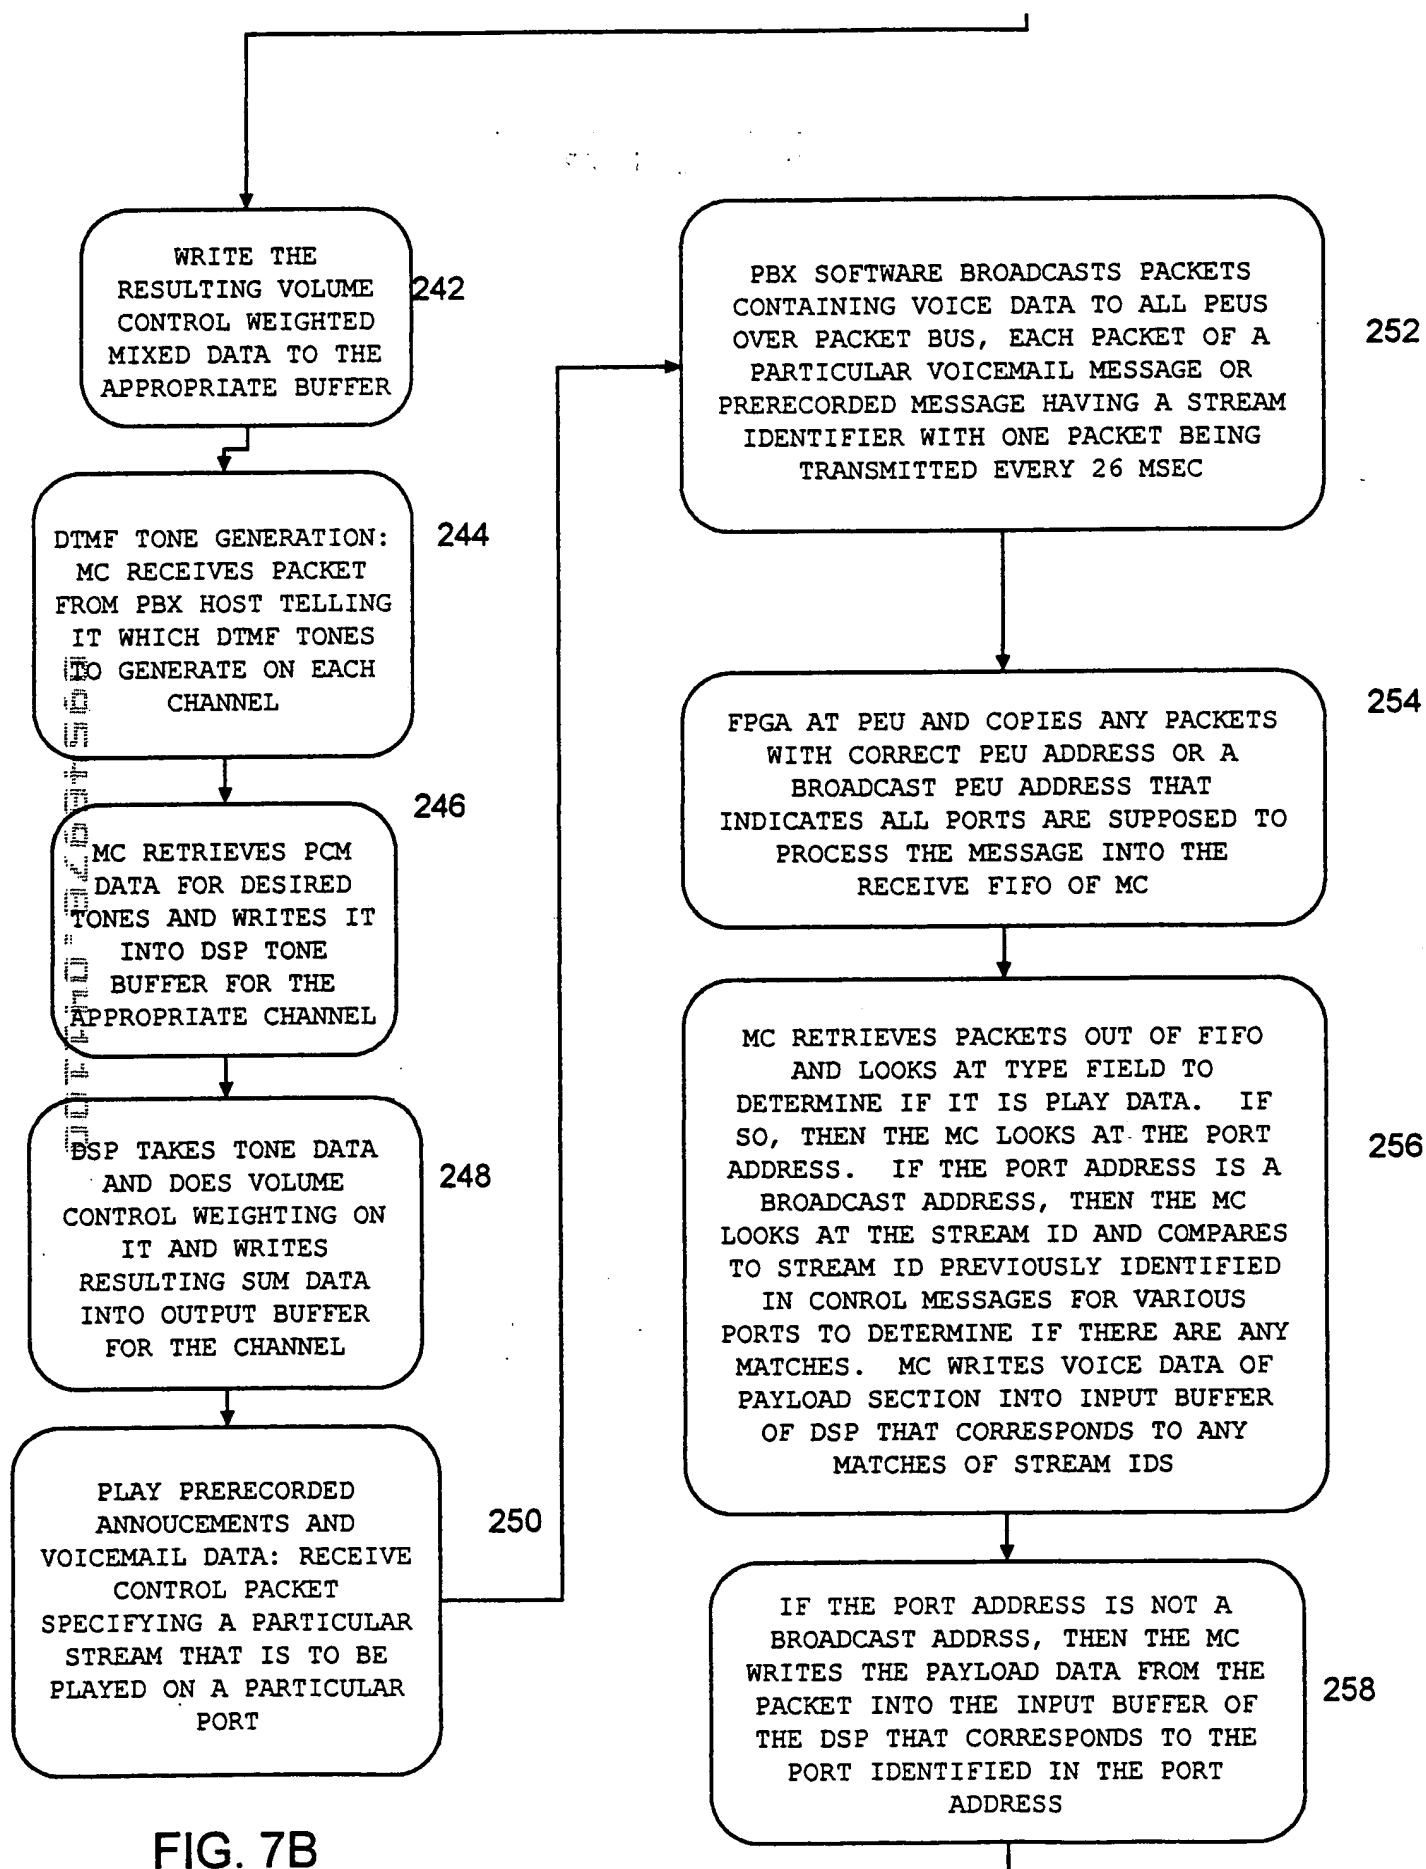 WRITE THE
RESULTING VOLUME
CONTROL WEIGHTED
MIXED DATA TO THE
APPROPRIATE BUFFER
242
DTMF TONE GENERATION:
MC RECEIVES PACKET
FROM PBX HOST TELLING
IT WHICH DTMF TONES
TO GENERATE ON EACH
CHANNEL
244
MC RETRIEVES PCM
DATA FOR DESIRED
TONES AND WRITES IT
INTO DSP TONE
BUFFER FOR THE
APPROPRIATE CHANNEL
246
DSP TAKES TONE DATA
AND DOES VOLUME
CONTROL WEIGHTING ON
IT AND WRITES
RESULTING SUM DATA
INTO OUTPUT BUFFER
FOR THE CHANNEL
248
PLAY PRERECORDED
ANNOUCEMENTS AND
VOICEMAIL DATA: RECEIVE
CONTROL PACKET
SPECIFYING A PARTICULAR
STREAM THAT IS TO BE
PLAYED ON A PARTICULAR
PORT
250
PBX SOFTWARE BROADCASTS PACKETS
CONTAINING VOICE DATA TO ALL PEUS
OVER PACKET BUS, EACH PACKET OF A
PARTICULAR VOICEMAIL MESSAGE OR
PRERECORDED MESSAGE HAVING A STREAM
IDENTIFIER WITH ONE PACKET BEING
TRANSMITTED EVERY 26 MSEC
252
FPGA AT PEU AND COPIES ANY PACKETS
WITH CORRECT PEU ADDRESS OR A
BROADCAST PEU ADDRESS THAT
INDICATES ALL PORTS ARE SUPPOSED TO
PROCESS THE MESSAGE INTO THE
RECEIVE FIFO OF MC
254
MC RETRIEVES PACKETS OUT OF FIFO
AND LOOKS AT TYPE FIELD TO
DETERMINE IF IT IS PLAY DATA. IF
SO, THEN THE MC LOOKS AT THE PORT
ADDRESS. IF THE PORT ADDRESS IS A
BROADCAST ADDRESS, THEN THE MC
LOOKS AT THE STREAM ID AND COMPARES
TO STREAM ID PREVIOUSLY IDENTIFIED
IN CONROL MESSAGES FOR VARIOUS
PORTS TO DETERMINE IF THERE ARE ANY
MATCHES. MC WRITES VOICE DATA OF
PAYLOAD SECTION INTO INPUT BUFFER
OF DSP THAT CORRESPONDS TO ANY
MATCHES OF STREAM IDS
256
IF THE PORT ADDRESS IS NOT A
BROADCAST ADDRSS, THEN THE MC
WRITES THE PAYLOAD DATA FROM THE
PACKET INTO THE INPUT BUFFER OF
THE DSP THAT CORRESPONDS TO THE
PORT IDENTIFIED IN THE PORT
ADDRESS
258
FIG. 7B